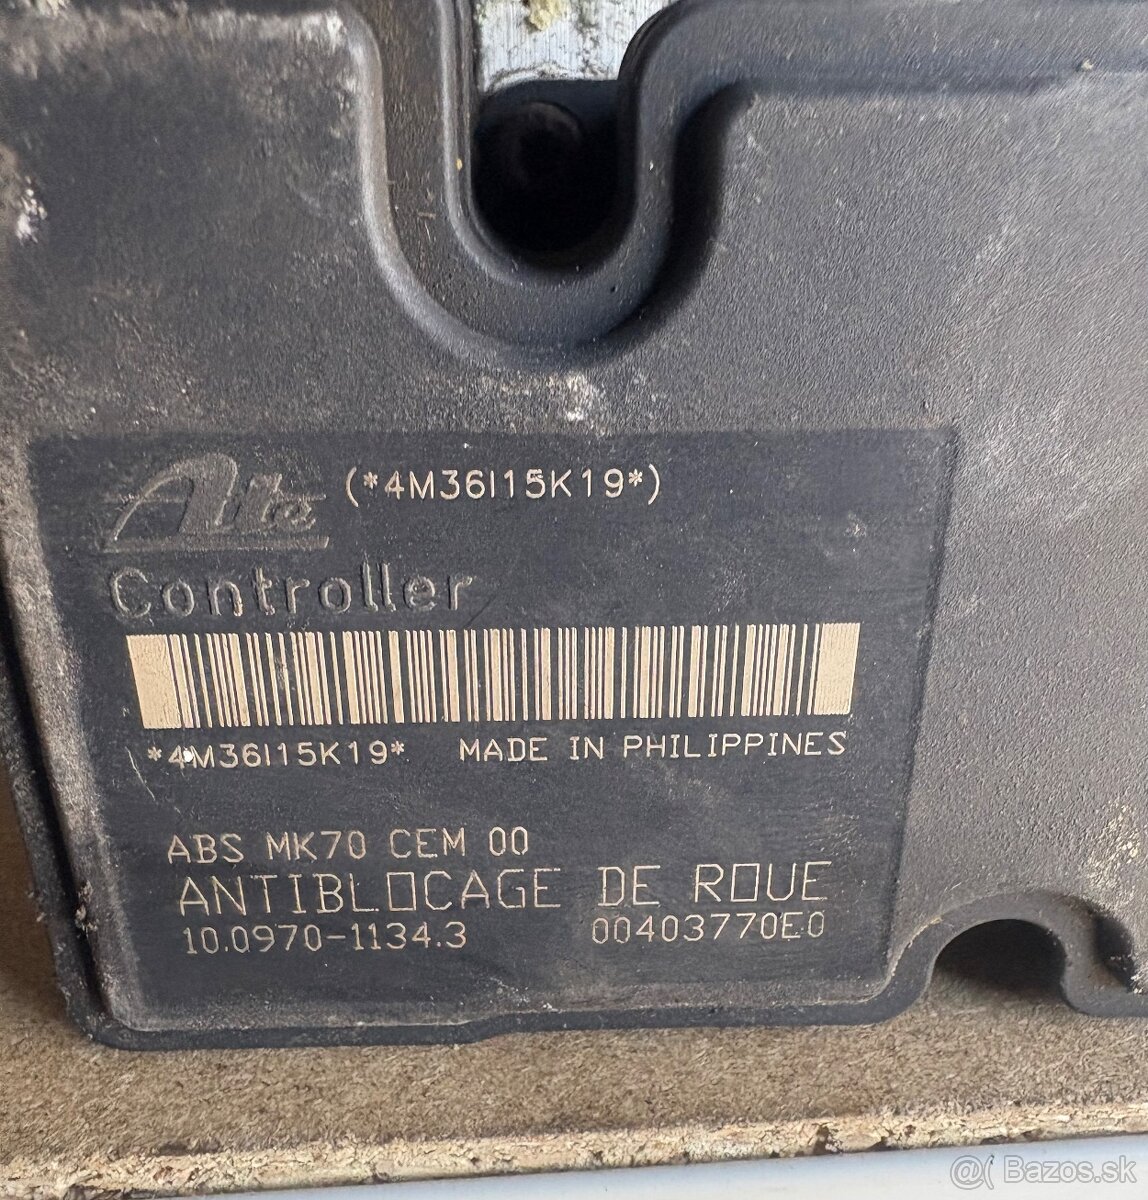 Ate (*4M36I15K19*)
Controller
*4M36I15K19* MADE IN PHILIPPINES
ABS MK70 CEM 00
ANTIBLOCAGE DE ROUE
10.0970-1134.3 00403770E0
@( Bazos.sk